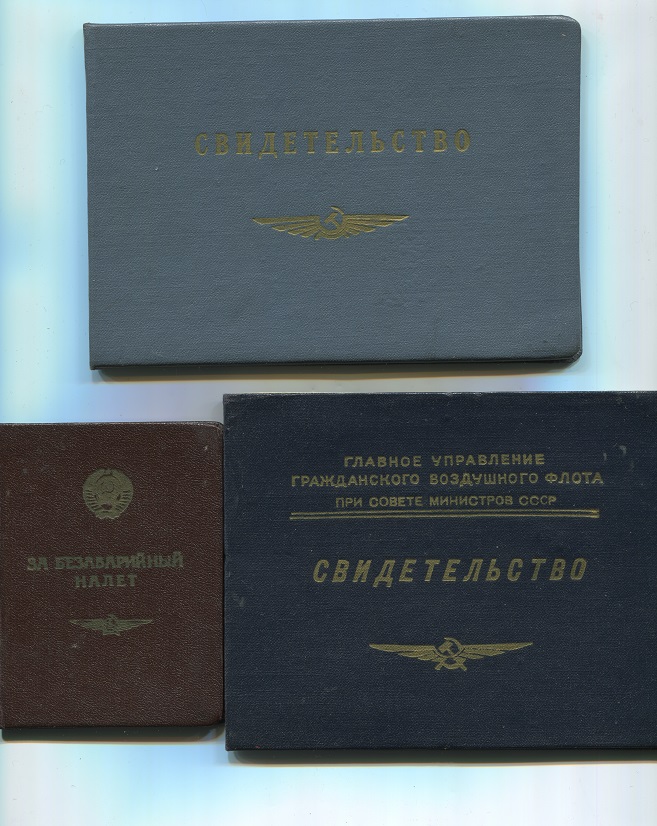 СВИДЕТЕЛЬСТВО
ЗА БЕЗАВАРИЙНЫЙ
НАЛЕТ
ГЛАВНОЕ УПРАВЛЕНИЕ
ГРАЖДАНСКОГО ВОЗДУШНОГО ФЛОТА
ПРИ СОВЕТЕ МИНИСТРОВ СССР
СВИДЕТЕЛЬСТВО